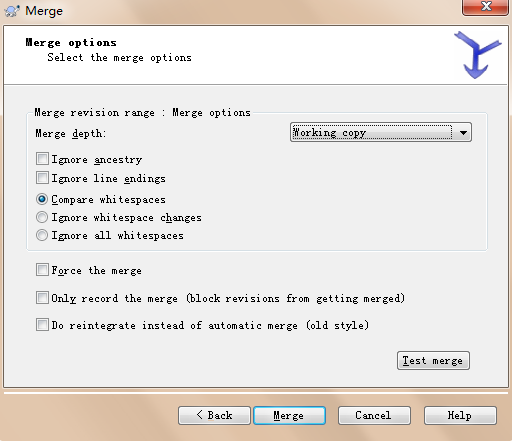 Merge
Merge options
Select the merge options
Merge revision range : Merge options
Merge depth:
Working copy
Ignore ancestry
Ignore line endings
Compare whitespaces
Ignore whitespace changes
Ignore all whitespaces
Force the merge
Only record the merge (block revisions from getting merged)
Do reintegrate instead of automatic merge (old style)
Test merge
< Back
Merge
Cancel
Help